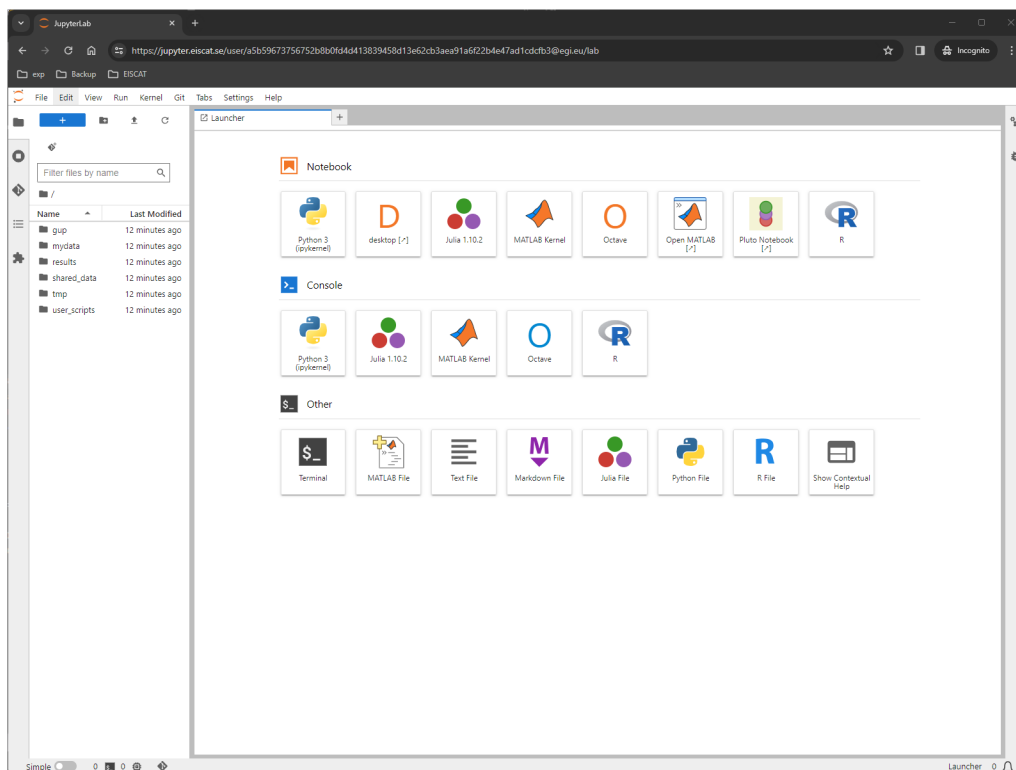 JupyterLab
https://jupyter.eiscat.se/user/a5b59673756752b8b0fd4d413839458d13e62cb3aea91a6f22b4e47ad1cdcfb3@egi.eu/lab
Incognito
exp Backup EISCAT
File Edit View Run Kernel Git Tabs Settings Help
+
Launcher
+
Filter files by name
/
Name Last Modified
gup 12 minutes ago
mydata 12 minutes ago
results 12 minutes ago
shared_data 12 minutes ago
tmp 12 minutes ago
user_scripts 12 minutes ago
Notebook
Python 3
(ipykernel)
D
desktop [↗]
Julia 1.10.2
MATLAB Kernel
O
Octave
Open MATLAB
[↗]
Pluto Notebook
[↗]
R
R
Console
Python 3
(ipykernel)
Julia 1.10.2
MATLAB Kernel
O
Octave
R
R
$_ Other
$_
Terminal
MATLAB File
Text File
M
Markdown File
Julia File
Python File
R
R File
Show Contextual
Help
Simple 0 $_ 0
Launcher 0